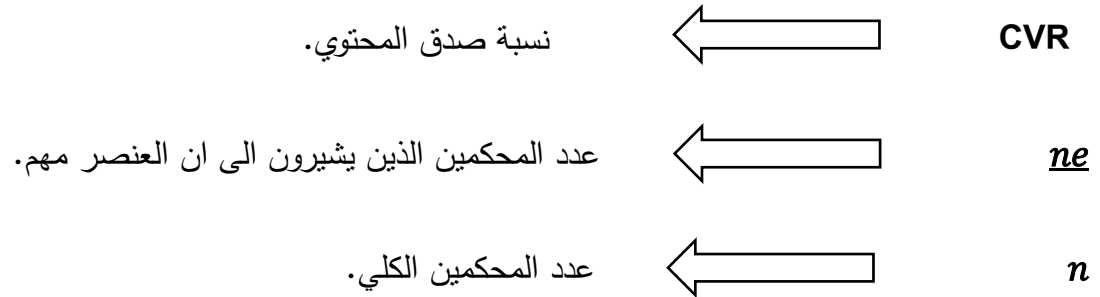 CVR نسبة صدق المحتوي.
ne عدد المحكمين الذين يشيرون الى ان العنصر مهم.
n عدد المحكمين الكلي.